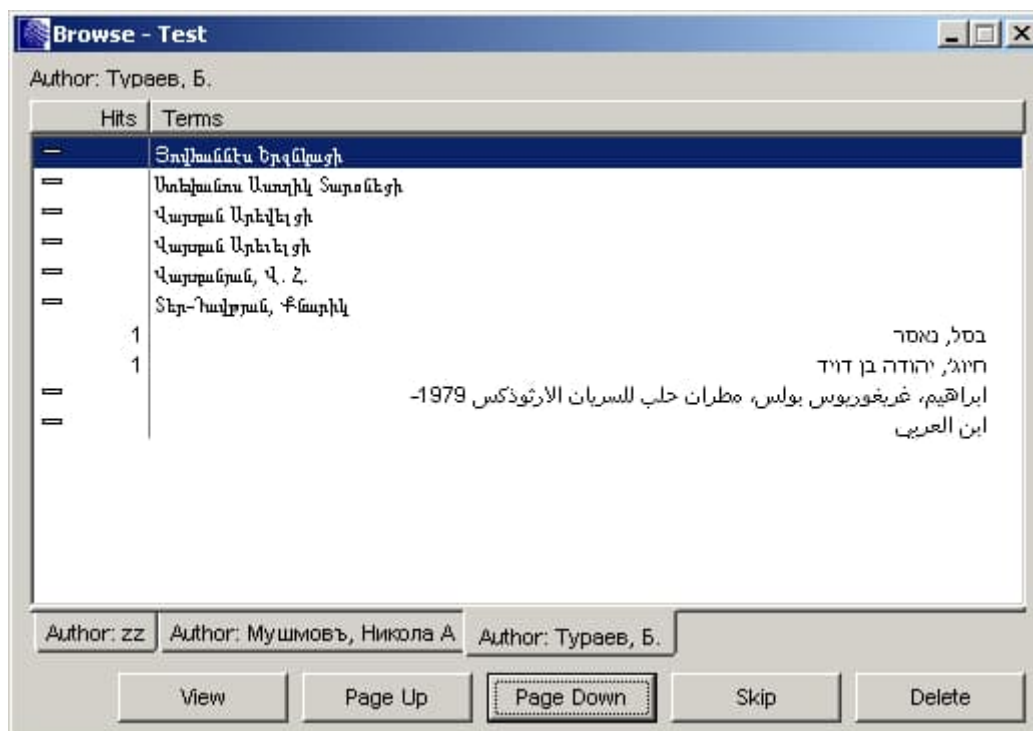 Browse - Test
Author: Тураев, Б.
Hits Terms
Յովհաննէս Երզնկացի
Ստեփանոս Ասողիկ Տարօնեցի
Վարդան Արեվելցի
Վարդան Արեւելցի
Վարդանյան, Վ. Հ.
Տեր-Դավթյան, Քնարիկ
1 בסל, נאסר
1 חיוג', יהודה בן דויד
ابراهيم، غريغوريوس بولس، مطران حلب للسريان الارثوذكس 1979-
ابن العربي
Author: zz Author: Мушмовъ, Никола А Author: Тураев, Б.
View Page Up Page Down Skip Delete